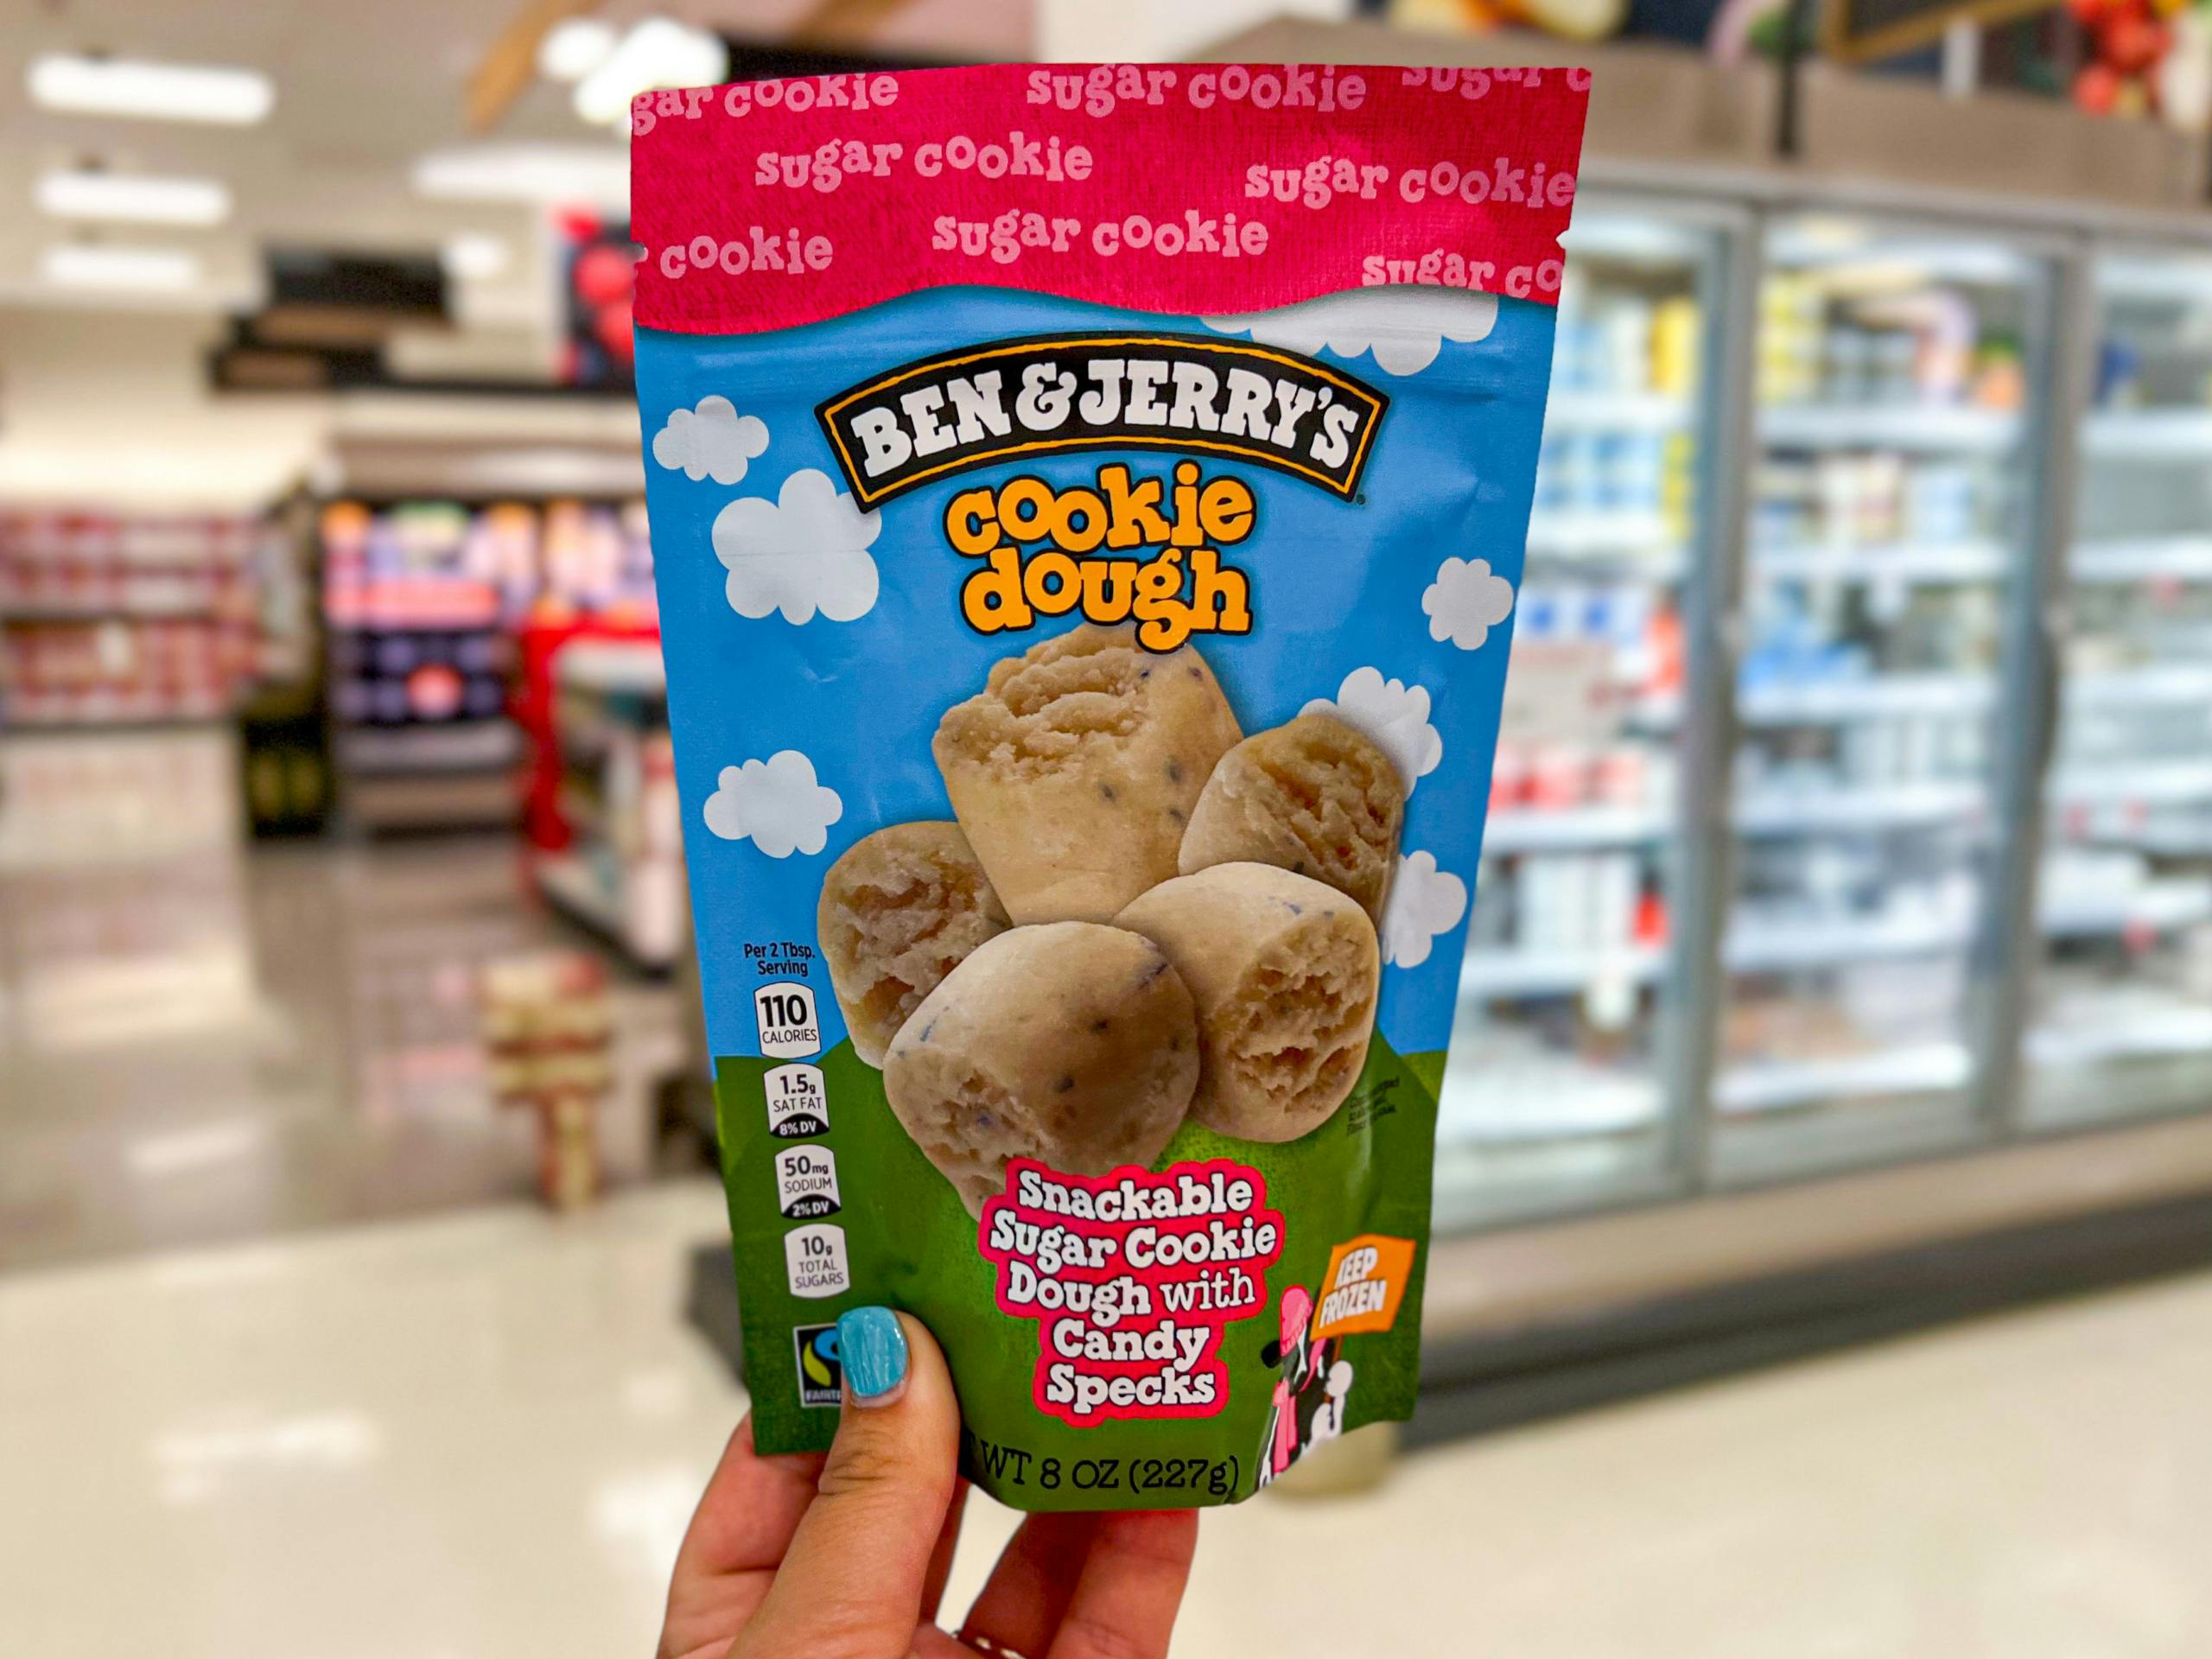 gar cookie sugar cookie sugar c
sugar cookie sugar cookie
cookie sugar cookie sugar co
BEN & JERRY'S
cookie
dough
Per 2 Tbsp.
Serving
110
CALORIES
1.5g
SAT FAT
8% DV
50mg
SODIUM
2% DV
10g
TOTAL
SUGARS
Snackable
Sugar Cookie
Dough with
Candy
Specks
KEEP
FROZEN
WT 8 OZ (227g)